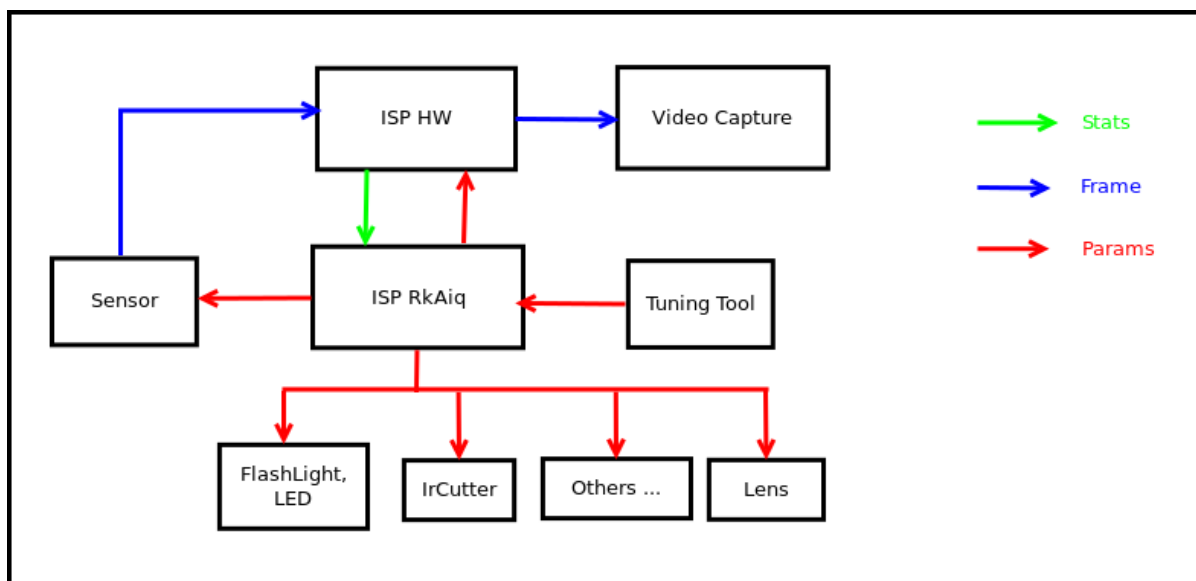 ISP HW
Video Capture
Stats
Frame
Params
Sensor
ISP RkAiq
Tuning Tool
FlashLight,
LED
IrCutter
Others ...
Lens